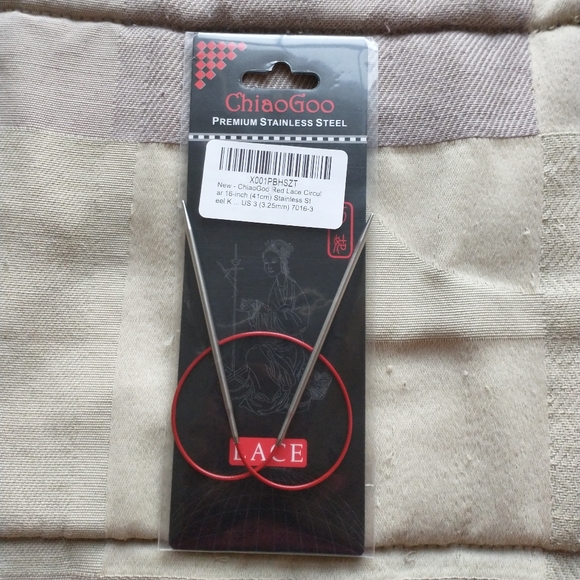 ChiaoGoo
PREMIUM STAINLESS STEEL
X001PBHSZT
New - ChiaoGoo Red Lace Circul
ar 16-inch (41cm) Stainless St
eel K ... US 3 (3.25mm) 7016-3
LACE